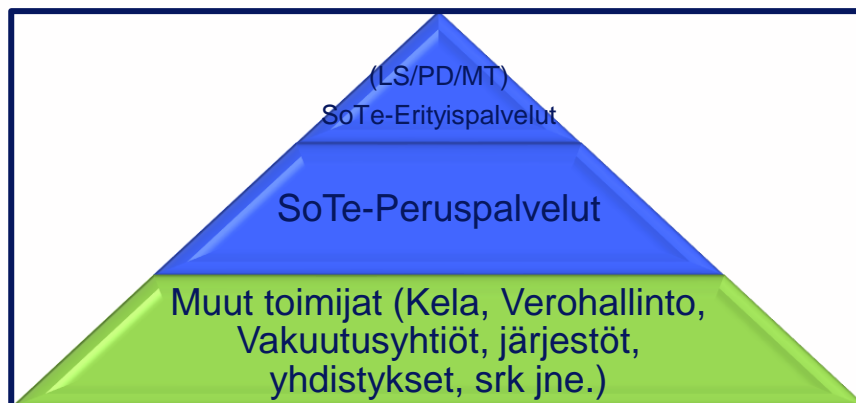 (LS/PD/MT)
SoTe-Erityispalvelut
SoTe-Peruspalvelut
Muut toimijat (Kela, Verohallinto,
Vakuutusyhtiöt, järjestöt,
yhdistykset, srk jne.)